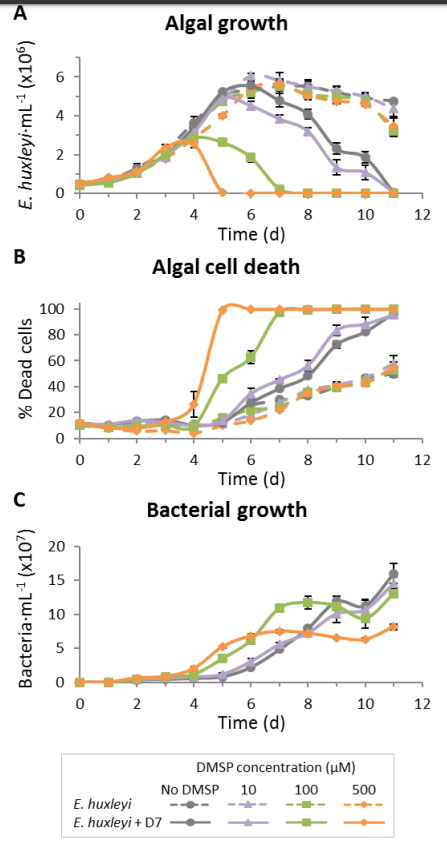 A
Algal growth
E. huxleyi·mL⁻¹ (x10⁶)
6
4
2
0
0 2 4 6 8 10 12
Time (d)
B
Algal cell death
% Dead cells
100
80
60
40
20
0
0 2 4 6 8 10 12
Time (d)
C
Bacterial growth
Bacteria·mL⁻¹ (x10⁷)
20
15
10
5
0
0 2 4 6 8 10 12
Time (d)
DMSP concentration (µM)
No DMSP 10 100 500
E. huxleyi
E. huxleyi + D7